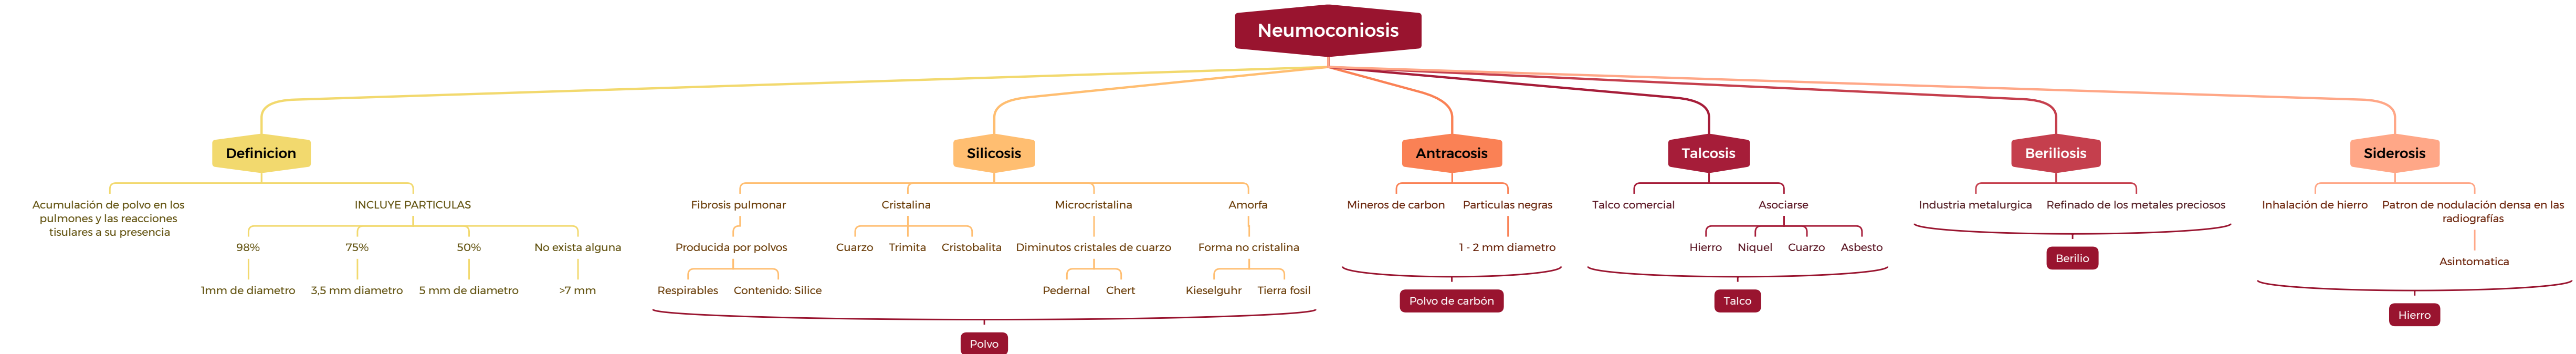 Neumoconiosis
Definicion
Acumulación de polvo en los
pulmones y las reacciones
tisulares a su presencia
INCLUYE PARTICULAS
98%
1mm de diametro
75%
3,5 mm diametro
50%
5 mm de diametro
No exista alguna
>7 mm
Silicosis
Fibrosis pulmonar
Producida por polvos
Respirables
Contenido: Silice
Cristalina
Cuarzo
Trimita
Cristobalita
Microcristalina
Diminutos cristales de cuarzo
Pedernal
Chert
Amorfa
Forma no cristalina
Kieselguhr
Tierra fosil
Polvo
Antracosis
Mineros de carbon
Particulas negras
1 - 2 mm diametro
Polvo de carbón
Talcosis
Talco comercial
Asociarse
Hierro
Niquel
Cuarzo
Asbesto
Talco
Beriliosis
Industria metalurgica
Refinado de los metales preciosos
Berilio
Siderosis
Inhalación de hierro
Patron de nodulación densa en las
radiografías
Asintomatica
Hierro